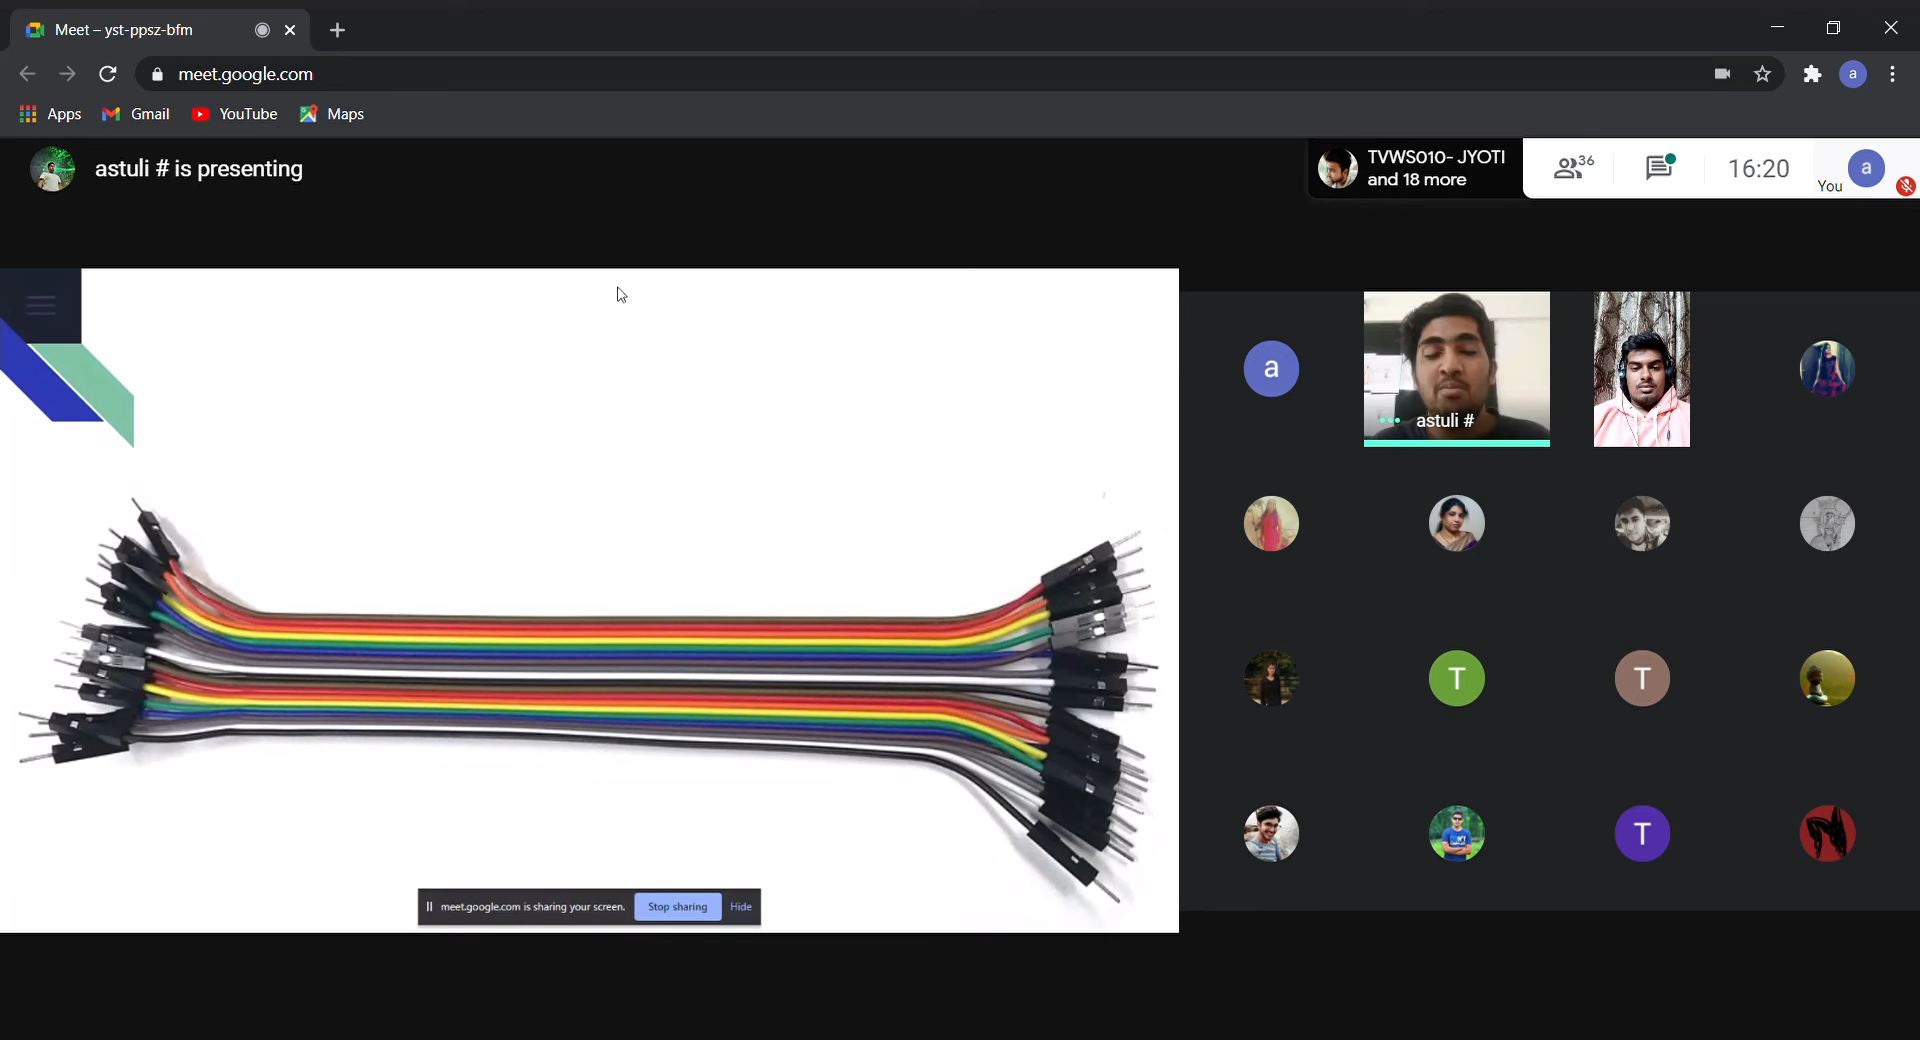 Meet – yst-ppsz-bfm
meet.google.com
a
Apps
Gmail
YouTube
Maps
astuli # is presenting
TVWS010- JYOTI
and 18 more
36
16:20
You
a
a
astuli #
T
T
T
meet.google.com is sharing your screen.
Stop sharing
Hide